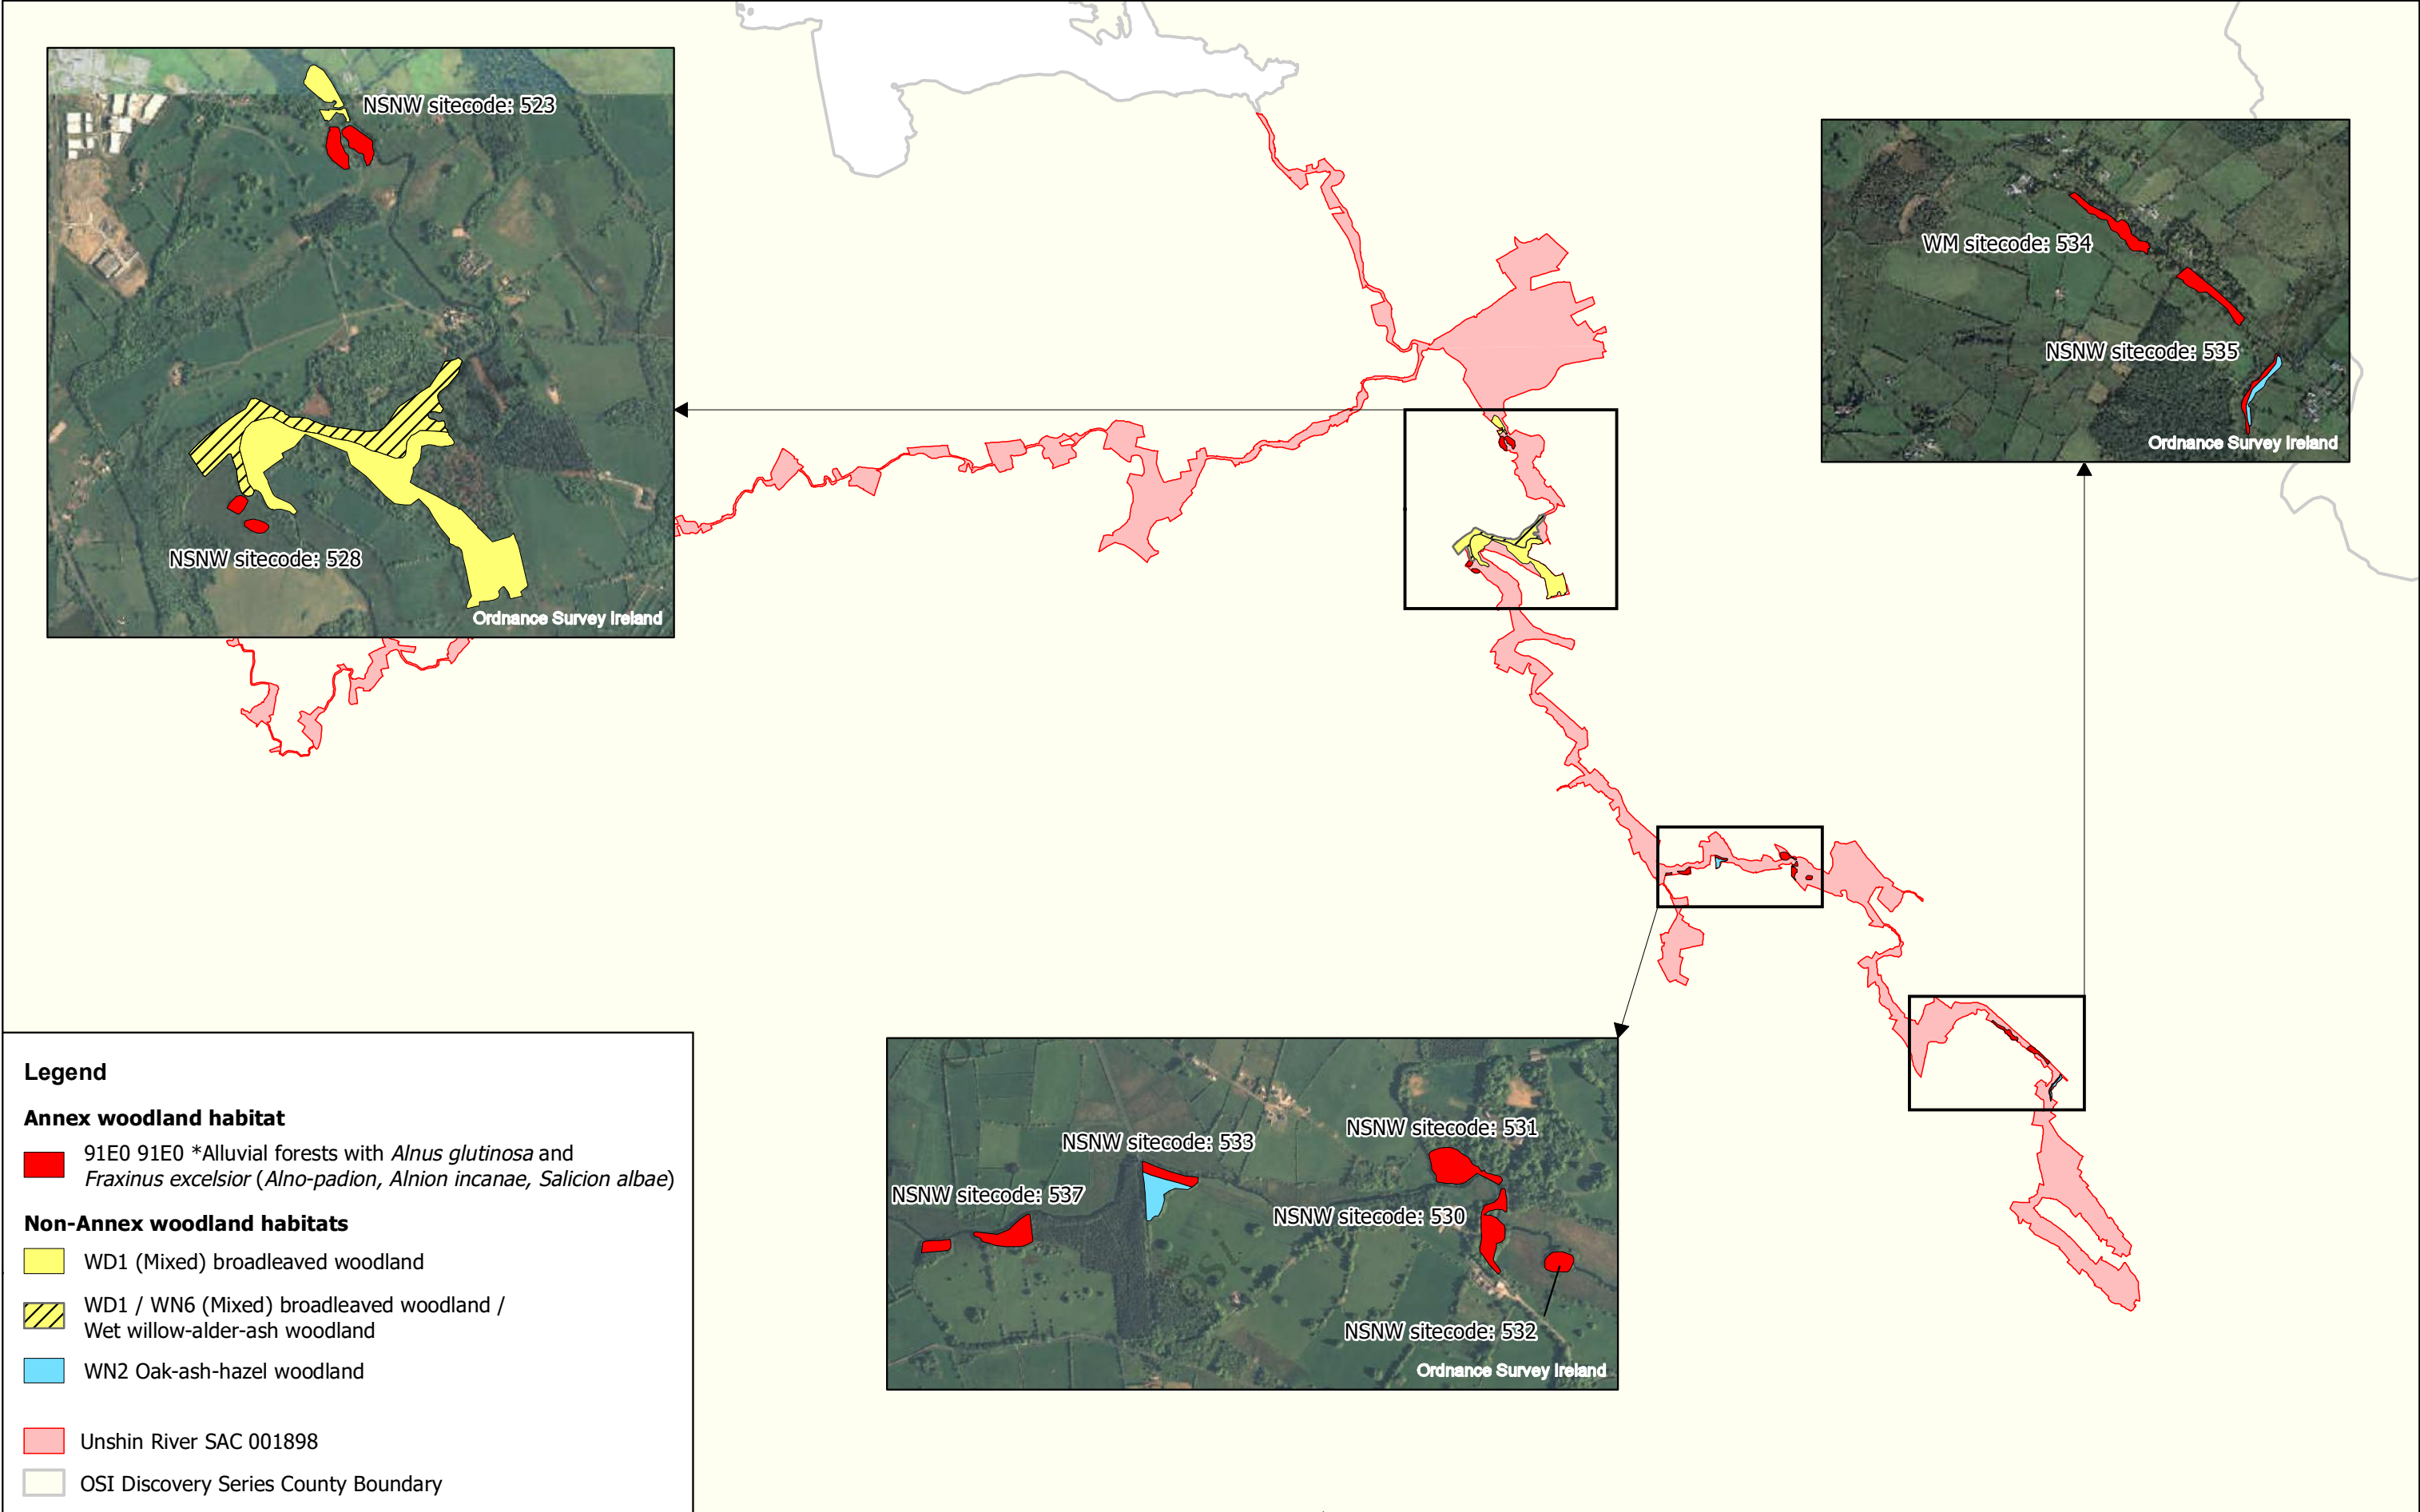 NSNW sitecode: 523
NSNW sitecode: 528
Ordnance Survey Ireland
WM sitecode: 534
NSNW sitecode: 535
Ordnance Survey Ireland
NSNW sitecode: 531
NSNW sitecode: 533
NSNW sitecode: 537
NSNW sitecode: 530
OSi
NSNW sitecode: 532
Ordnance Survey Ireland
Legend
Annex woodland habitat
91E0 91E0 *Alluvial forests with Alnus glutinosa and
Fraxinus excelsior (Alno-padion, Alnion incanae, Salicion albae)
Non-Annex woodland habitats
WD1 (Mixed) broadleaved woodland
WD1 / WN6 (Mixed) broadleaved woodland /
Wet willow-alder-ash woodland
WN2 Oak-ash-hazel woodland
Unshin River SAC 001898
OSI Discovery Series County Boundary